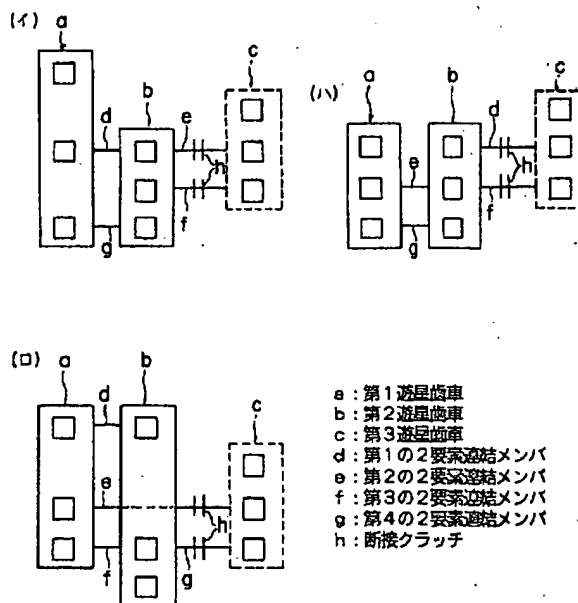 (イ)
a
d
b
e
c
h
f
g
(ハ)
a
b
d
c
e
h
f
g
(ロ)
a
d
b
c
e
h
f
g
a:第1遊星歯車
b:第2遊星歯車
c:第3遊星歯車
d:第1の2要素連結メンバ
e:第2の2要素連結メンバ
f:第3の2要素連結メンバ
g:第4の2要素連結メンバ
h:断接クラッチ